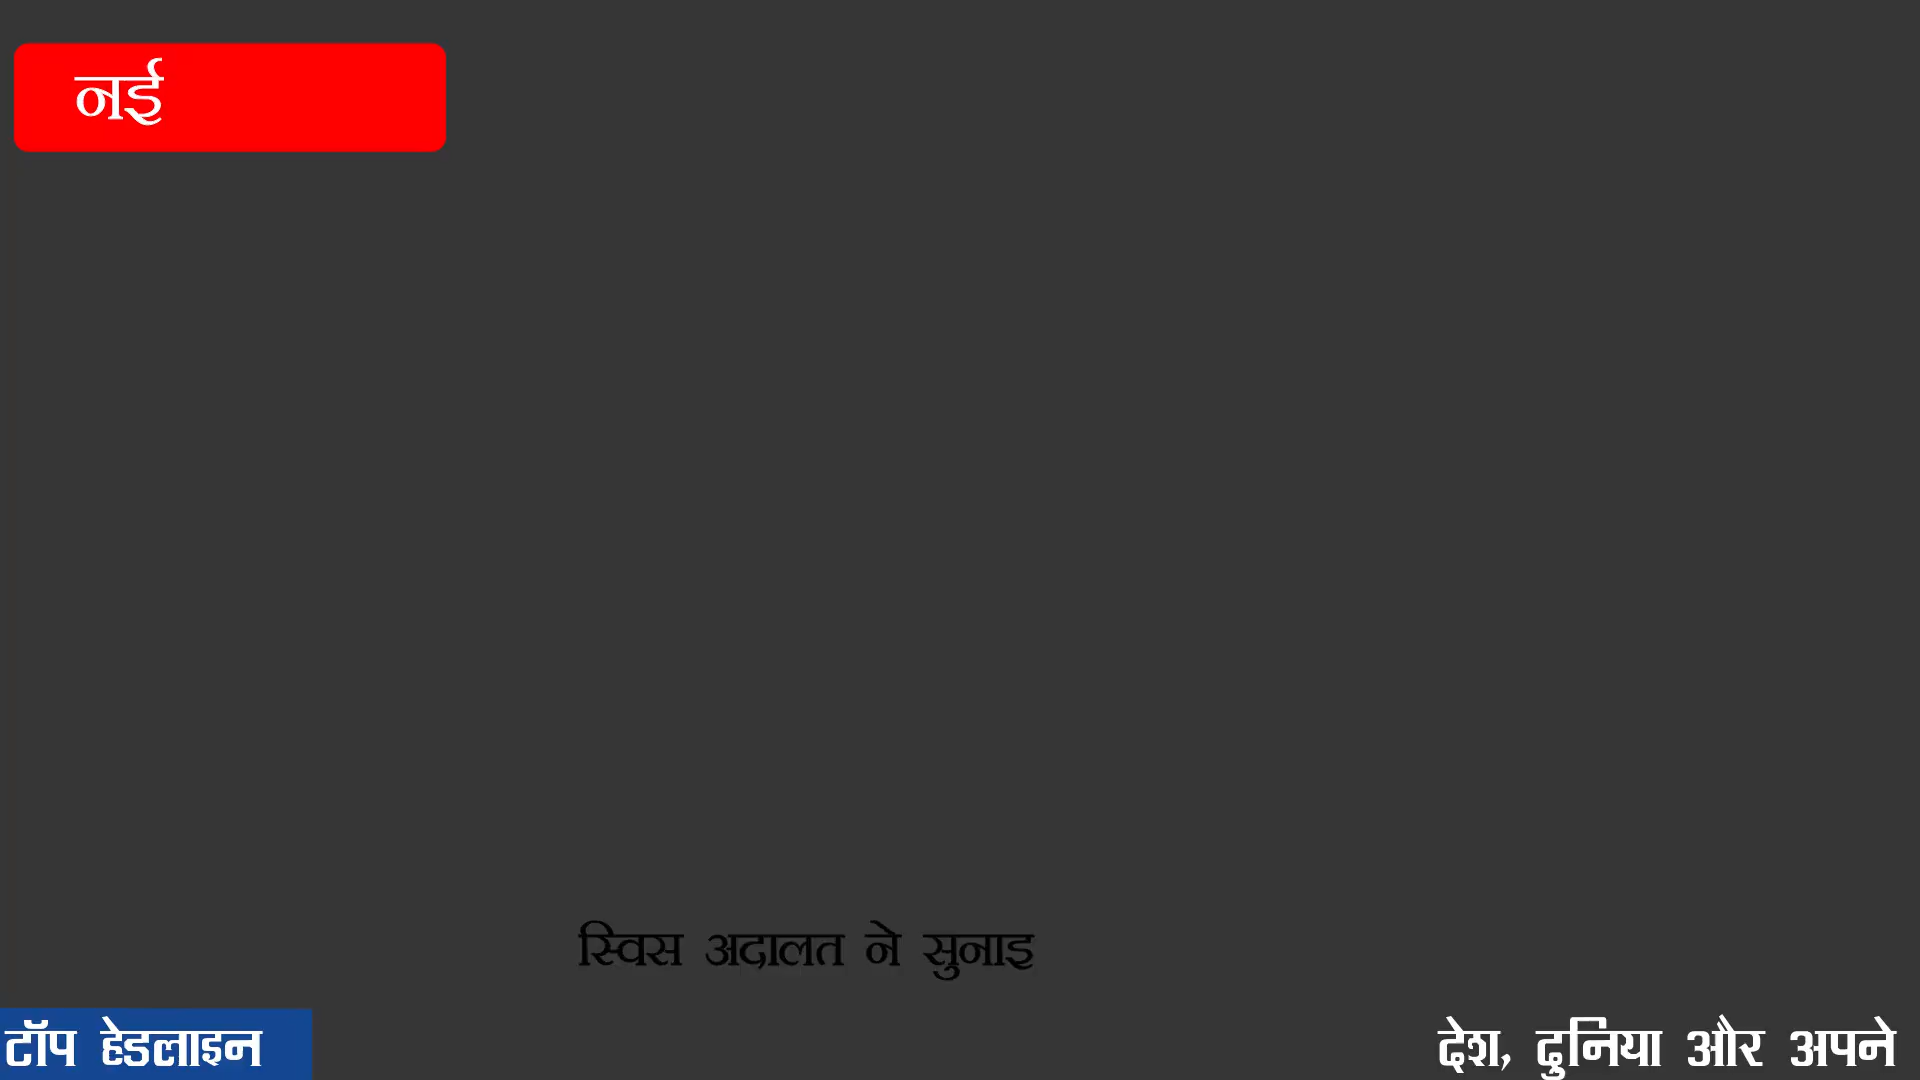 नई
स्विस अदालत ने सुनाइ
टॉप हेडलाइन
देश, दुनिया और अपने